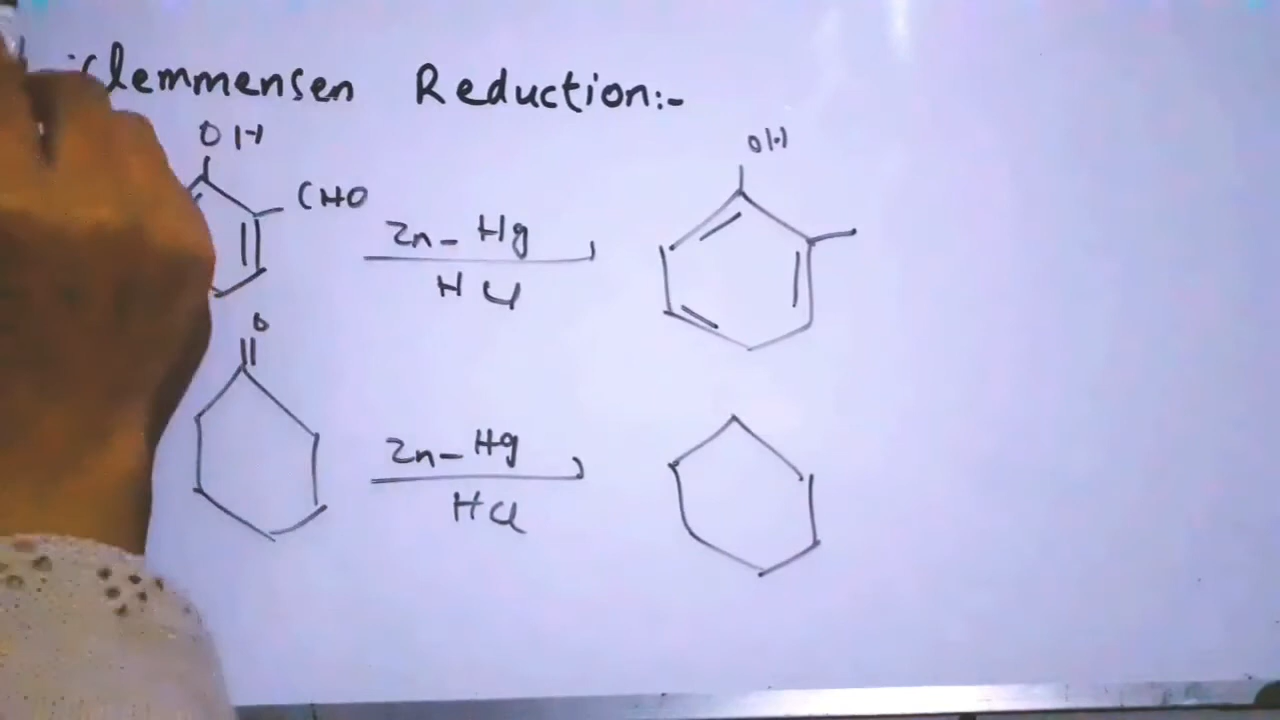 Clemmensen Reduction:-
OH OH
CHO
Zn-Hg
HCl
O
Zn-Hg
HCl